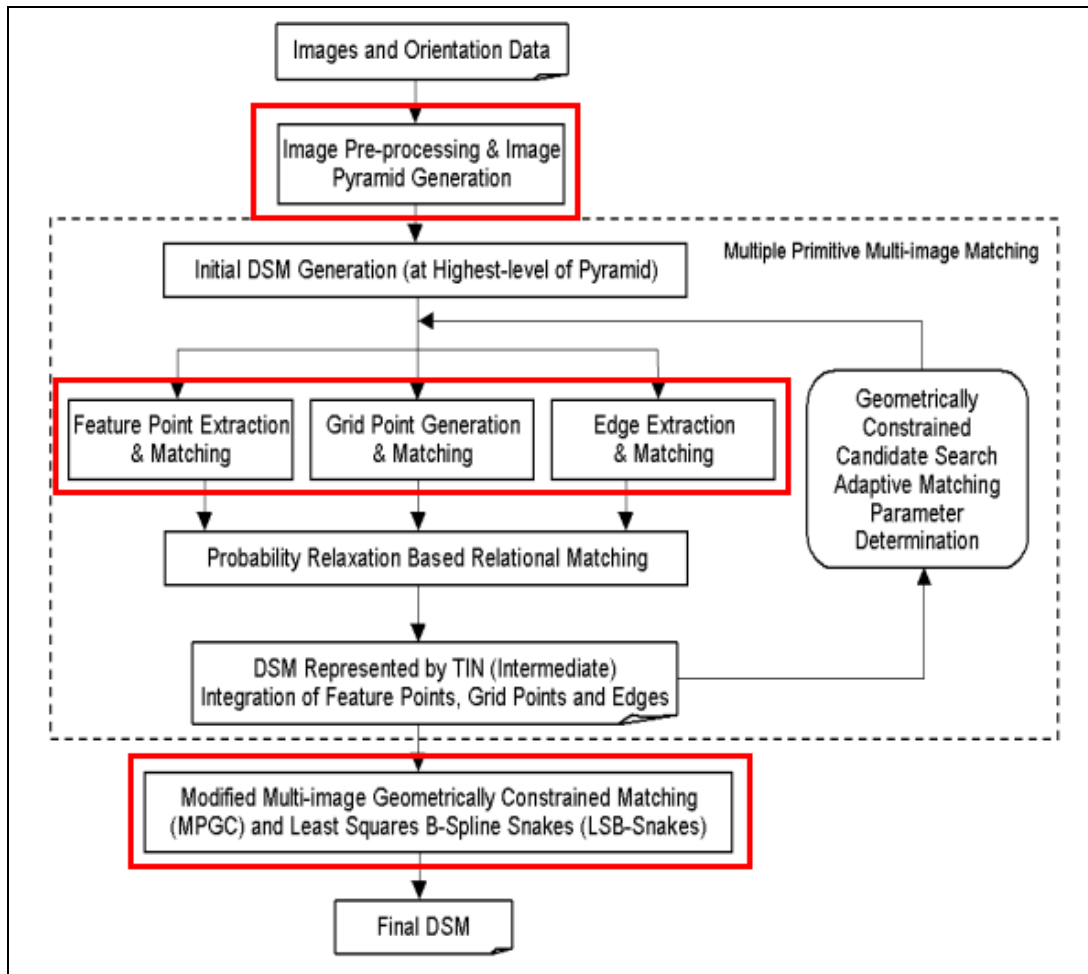 Images and Orientation Data
Image Pre-processing & Image
Pyramid Generation
Multiple Primitive Multi-image Matching
Initial DSM Generation (at Highest-level of Pyramid)
Feature Point Extraction
& Matching
Grid Point Generation
& Matching
Edge Extraction
& Matching
Geometrically
Constrained
Candidate Search
Adaptive Matching
Parameter
Determination
Probability Relaxation Based Relational Matching
DSM Represented by TIN (Intermediate)
Integration of Feature Points, Grid Points and Edges
Modified Multi-image Geometrically Constrained Matching
(MPGC) and Least Squares B-Spline Snakes (LSB-Snakes)
Final DSM